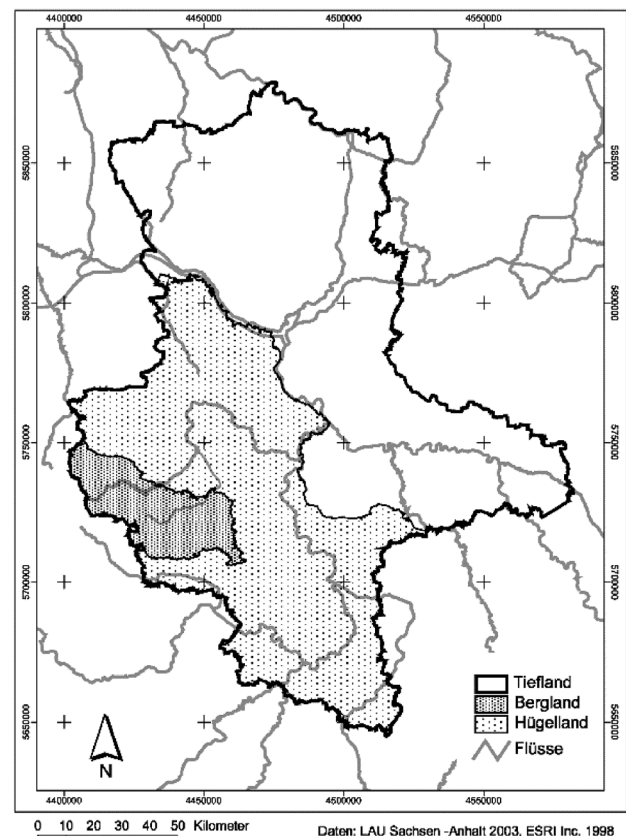 4400000 4450000 4500000 4550000
5850000 5850000
5800000 5800000
5750000 5750000
5700000 5700000
5650000 5650000
Tiefland
Bergland
Hügelland
Flüsse
N
4400000 4450000 4500000 4550000
0 10 20 30 40 50 Kilometer
Daten: LAU Sachsen -Anhalt 2003, ESRI Inc. 1998